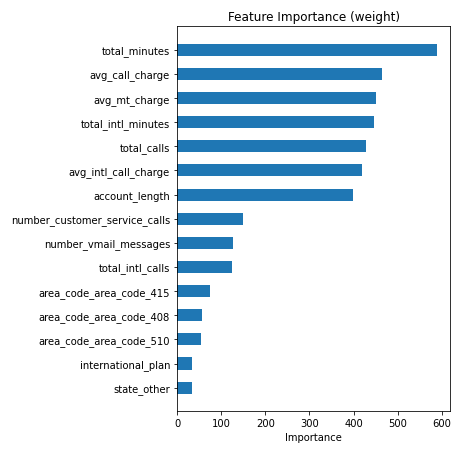 Feature Importance (weight)
total_minutes
avg_call_charge
avg_mt_charge
total_intl_minutes
total_calls
avg_intl_call_charge
account_length
number_customer_service_calls
number_vmail_messages
total_intl_calls
area_code_area_code_415
area_code_area_code_408
area_code_area_code_510
international_plan
state_other
0 100 200 300 400 500 600
Importance